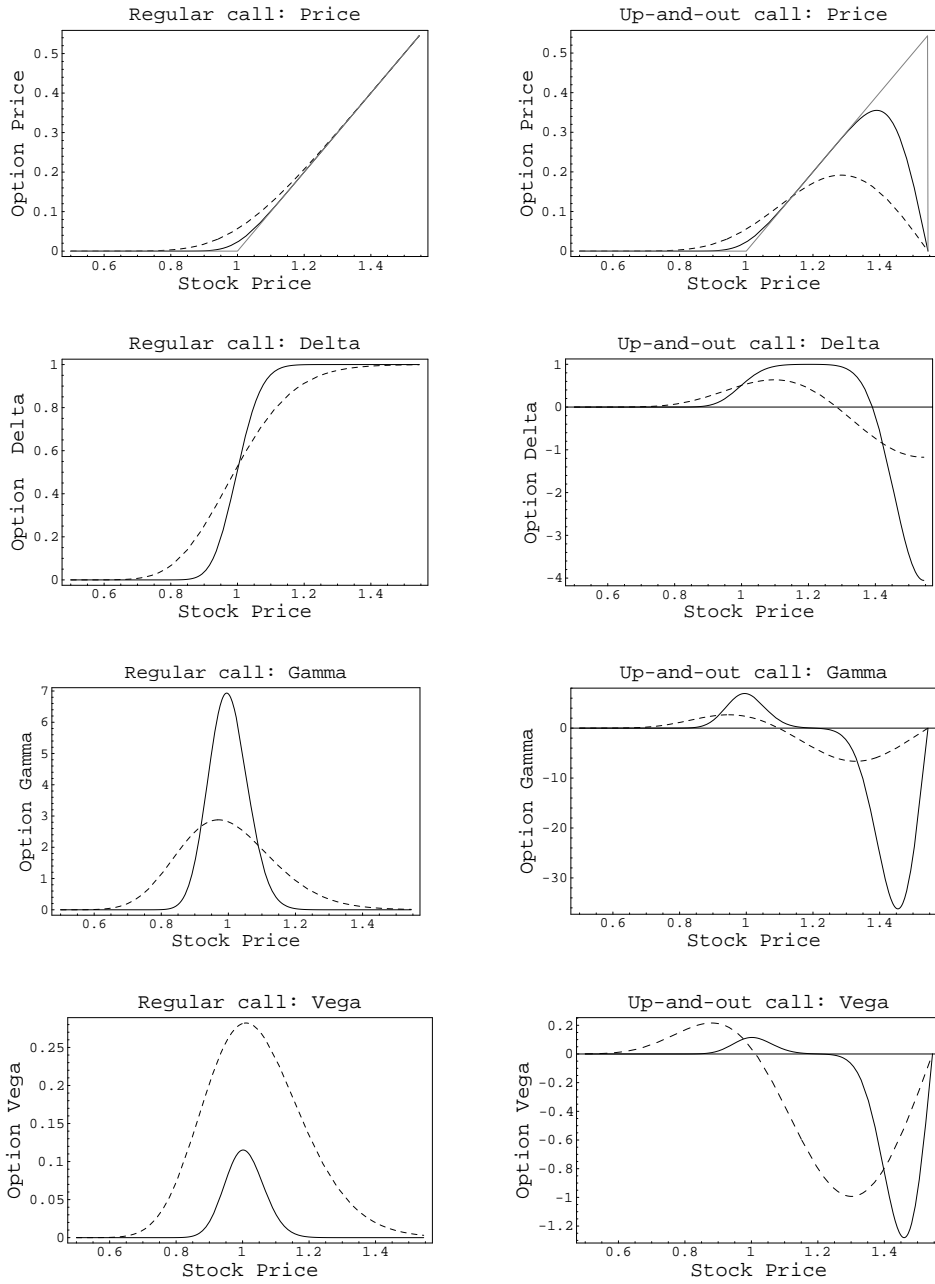 Regular call: Price
Option Price
0.5
0.4
0.3
0.2
0.1
0
0.6 0.8 1 1.2 1.4
Stock Price
Up-and-out call: Price
Option Price
0.5
0.4
0.3
0.2
0.1
0
0.6 0.8 1 1.2 1.4
Stock Price
Regular call: Delta
Option Delta
1
0.8
0.6
0.4
0.2
0
0.6 0.8 1 1.2 1.4
Stock Price
Up-and-out call: Delta
Option Delta
1
0
-1
-2
-3
-4
0.6 0.8 1 1.2 1.4
Stock Price
Regular call: Gamma
Option Gamma
7
6
5
4
3
2
1
0
0.6 0.8 1 1.2 1.4
Stock Price
Up-and-out call: Gamma
Option Gamma
0
-10
-20
-30
0.6 0.8 1 1.2 1.4
Stock Price
Regular call: Vega
Option Vega
0.25
0.2
0.15
0.1
0.05
0
0.6 0.8 1 1.2 1.4
Stock Price
Up-and-out call: Vega
Option Vega
0.2
0
-0.2
-0.4
-0.6
-0.8
-1
-1.2
0.6 0.8 1 1.2 1.4
Stock Price